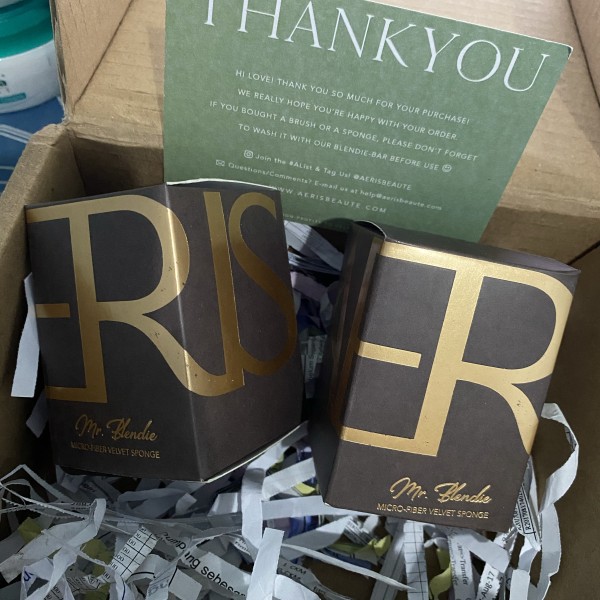 THANKYOU
HI LOVE! THANK YOU SO MUCH FOR YOUR PURCHASE!
WE REALLY HOPE YOU'RE HAPPY WITH YOUR ORDER
IF YOU BOUGHT A BRUSH OR A SPONGE, PLEASE DON'T FORGET
TO WASH IT WITH OUR BLENDIE-BAR BEFORE USE 😊
Join the #AList & Tag Us! @AERISBEAUTE
Questions/Comments? E-mail us at help@aerisbeaute.com
WWW.AERISBEAUTE.COM
ERIS
Mr. Blendie
MICRO-FIBER VELVET SPONGE
ER
Mr. Blendie
MICRO-FIBER VELVET SPONGE